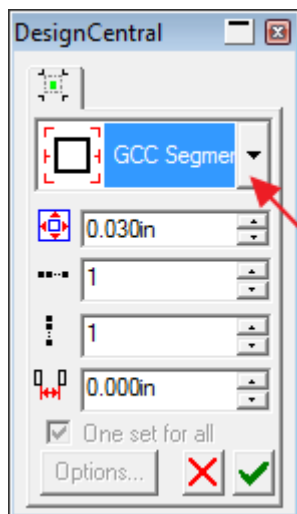 DesignCentral
GCC Segmer
0.030in
1
1
0.000in
One set for all
Options...